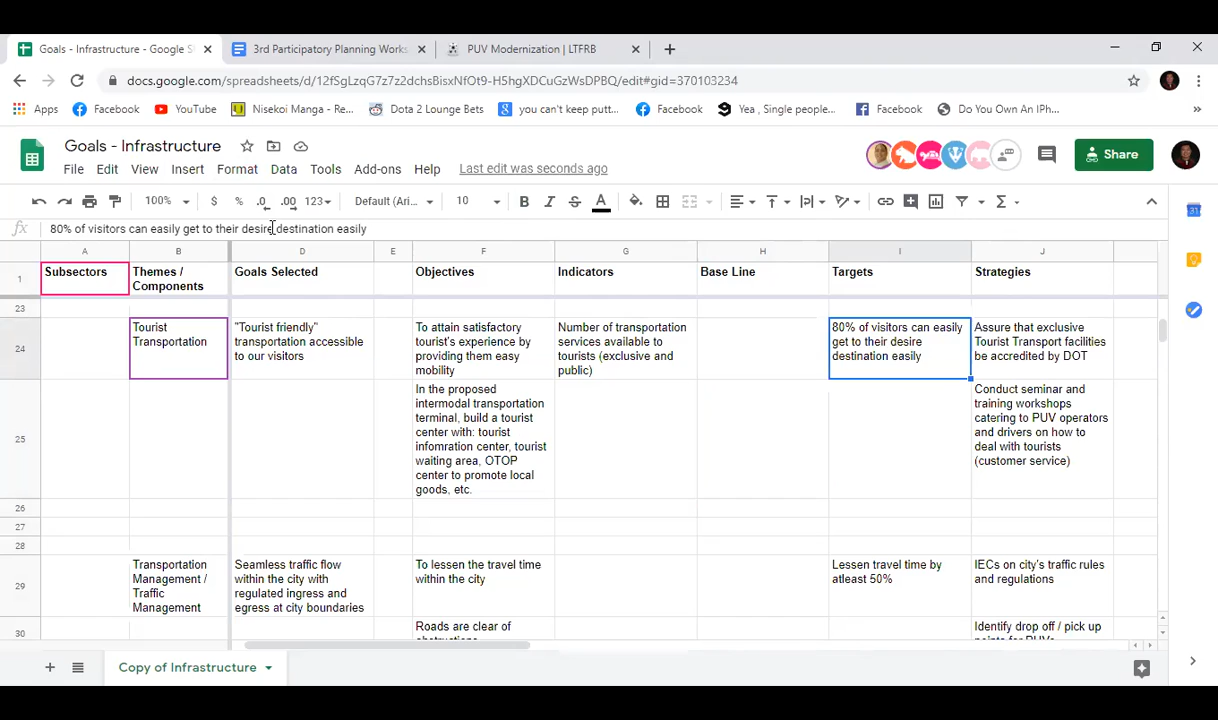 Goals - Infrastructure - Google S
3rd Participatory Planning Works
PUV Modernization | LTFRB
docs.google.com/spreadsheets/d/12fSgLzqG7z7z2dchsBisxNfOt9-H5hgXDCuGzWsDPBQ/edit#gid=370103234
Apps Facebook YouTube Nisekoi Manga - Re... Dota 2 Lounge Bets you can't keep putt... Facebook Yea , Single people... Facebook Do You Own An IPh... »
Goals - Infrastructure
File Edit View Insert Format Data Tools Add-ons Help Last edit was seconds ago
Share
100% $ % .0 .00 123 Default (Ari... 10 B I S A
fx 80% of visitors can easily get to their desire destination easily
A B D E F G H I J
1
Subsectors
Themes /
Components
Goals Selected
Objectives
Indicators
Base Line
Targets
Strategies
23
24
Tourist
Transportation
"Tourist friendly"
transportation accessible
to our visitors
To attain satisfactory
tourist's experience by
providing them easy
mobility
Number of transportation
services available to
tourists (exclusive and
public)
80% of visitors can easily
get to their desire
destination easily
Assure that exclusive
Tourist Transport facilities
be accredited by DOT
25
In the proposed
intermodal transportation
terminal, build a tourist
center with: tourist
infomration center, tourist
waiting area, OTOP
center to promote local
goods, etc.
Conduct seminar and
training workshops
catering to PUV operators
and drivers on how to
deal with tourists
(customer service)
26
27
28
29
Transportation
Management /
Traffic
Management
Seamless traffic flow
within the city with
regulated ingress and
egress at city boundaries
To lessen the travel time
within the city
Lessen travel time by
atleast 50%
IECs on city's traffic rules
and regulations
30
Roads are clear of
obstructions
Identify drop off / pick up
points for PUVs
Copy of Infrastructure
31